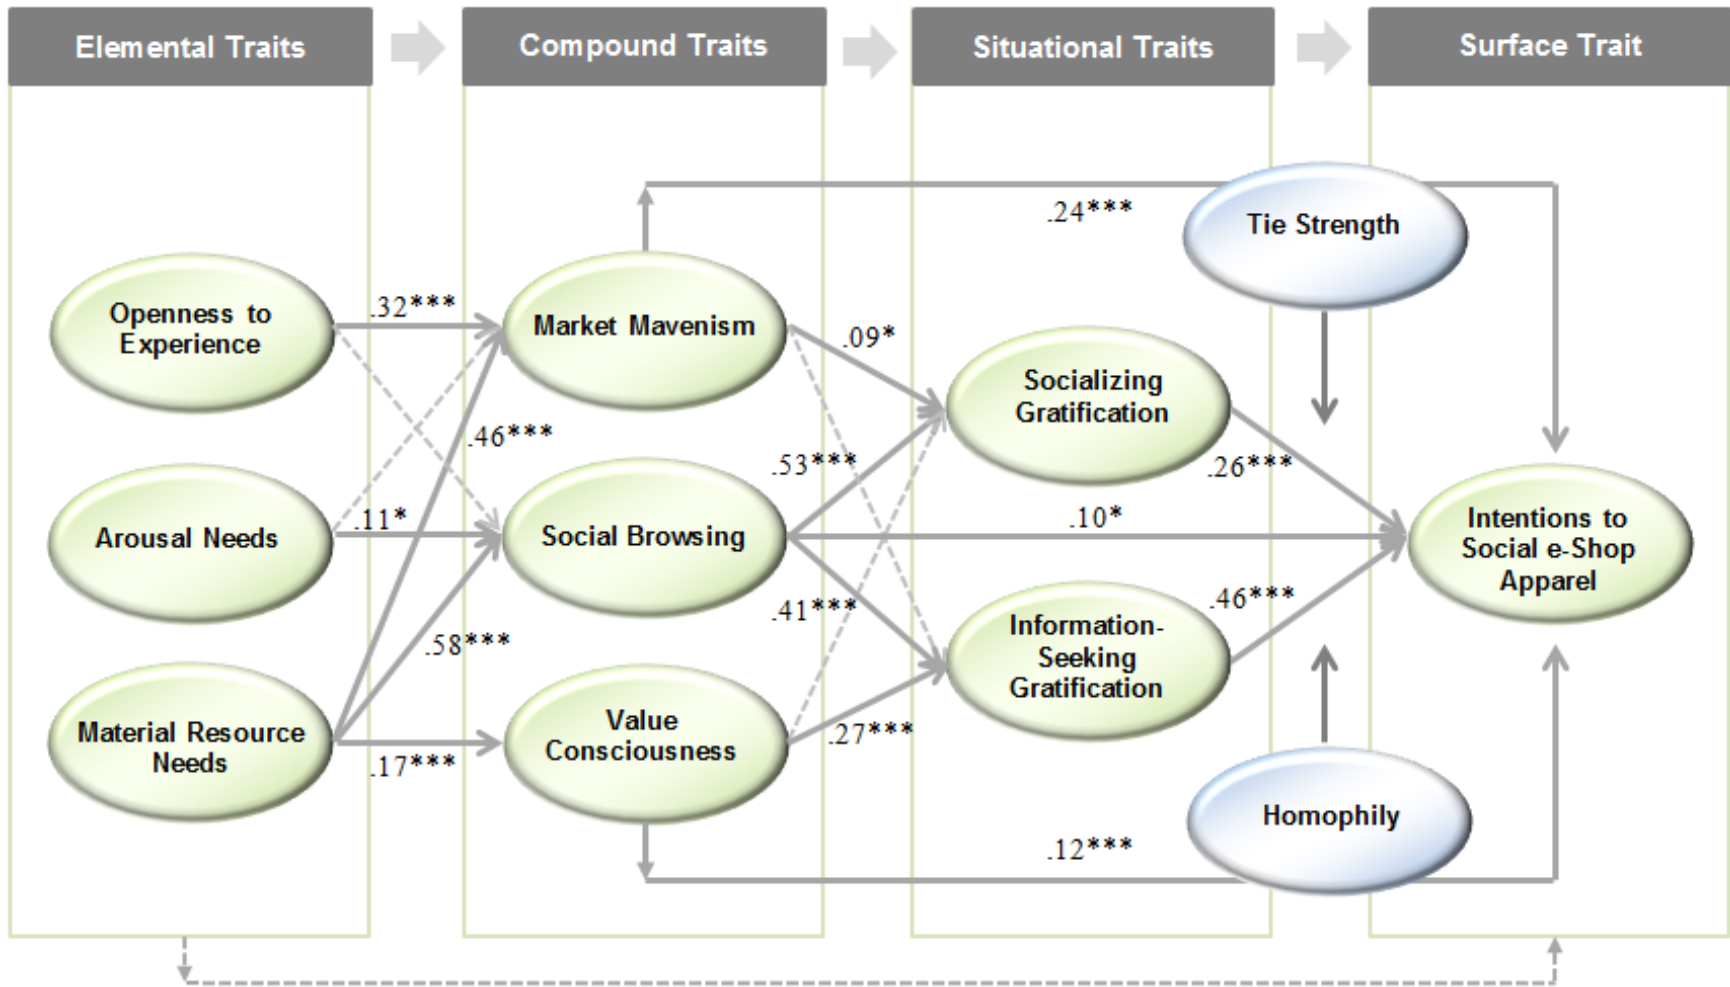 Elemental Traits
Compound Traits
Situational Traits
Surface Trait
.24***
Tie Strength
Openness to
Experience
.32***
Market Mavenism
.09*
Socializing
Gratification
.46***
.53***
.26***
Arousal Needs
.11*
Social Browsing
.10*
Intentions to
Social e-Shop
Apparel
.41***
.46***
.58***
Information-
Seeking
Gratification
Material Resource
Needs
.17***
Value
Consciousness
.27***
.12***
Homophily